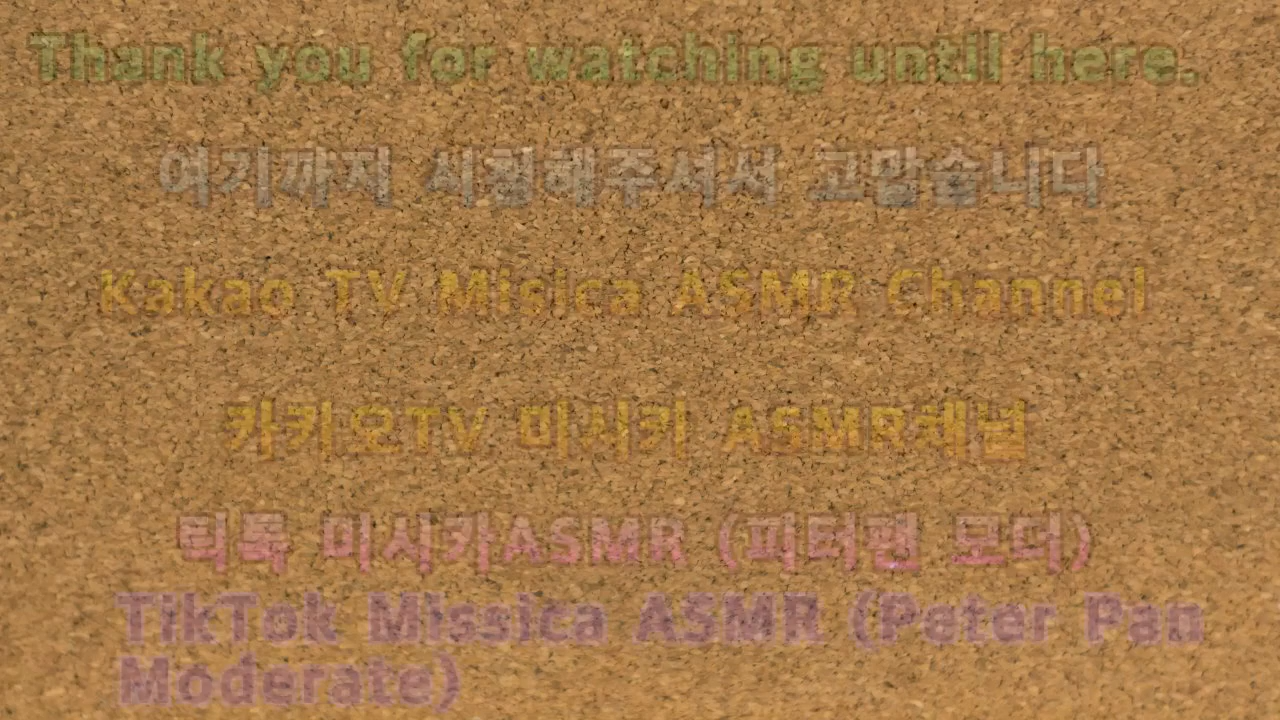 Thank you for watching until here.
여기까지 시청해주셔서 고맙습니다
Kakao TV Misica ASMR Channel
카카오TV 미시카 ASMR채널
틱톡 미시카ASMR (피터팬 모더)
TikTok Missica ASMR (Peter Pan
Moderate)